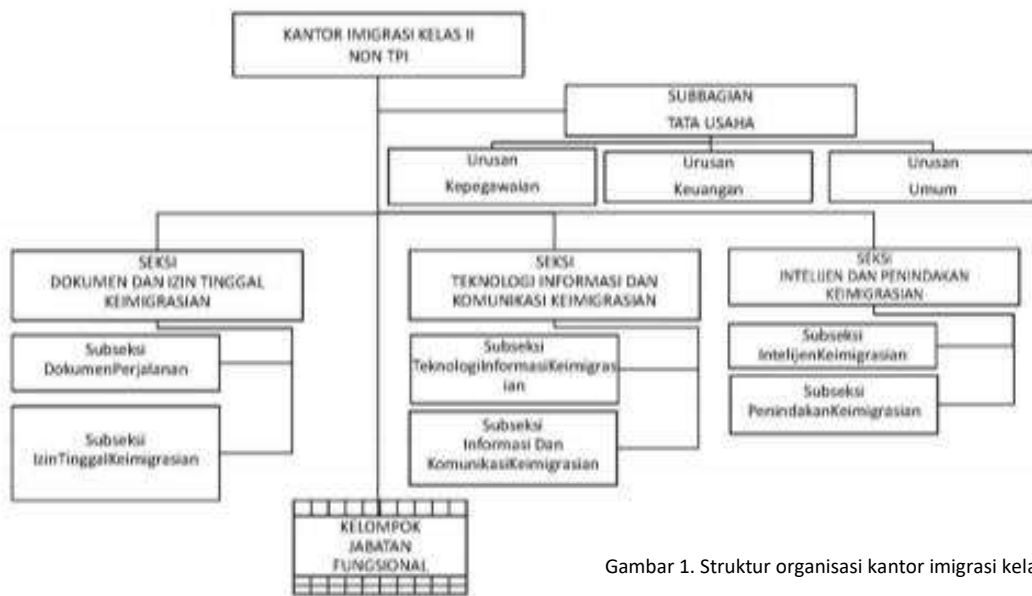 KANTOR IMIGRASI KELAS II
NON TPI
SUBBAGIAN
TATA USAHA
Urusan
Kepegawaian
Urusan
Keuangan
Urusan
Umum
SEKSI
DOKUMEN DAN IZIN TINGGAL
KEIMIGRASIAN
SEKSI
TEKNOLOGI INFORMASI DAN
KOMUNIKASI KEIMIGRASIAN
SEKSI
INTELIJEN DAN PENINDAKAN
KEIMIGRASIAN
Subseksi
DokumenPerjalanan
Subseksi
TeknologiInformasiKeimigras
ian
Subseksi
IntelijenKeimigrasian
Subseksi
IzinTinggalKeimigrasian
Subseksi
Informasi Dan
KomunikasiKeimigrasian
Subseksi
PenindakanKeimigrasian
KELOMPOK
JABATAN
FUNGSIONAL
Gambar 1. Struktur organisasi kantor imigrasi kela